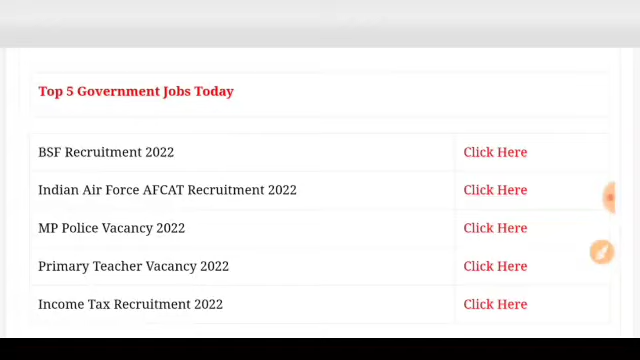 Top 5 Government Jobs Today
BSF Recruitment 2022 Click Here
Indian Air Force AFCAT Recruitment 2022 Click Here
MP Police Vacancy 2022 Click Here
Primary Teacher Vacancy 2022 Click Here
Income Tax Recruitment 2022 Click Here